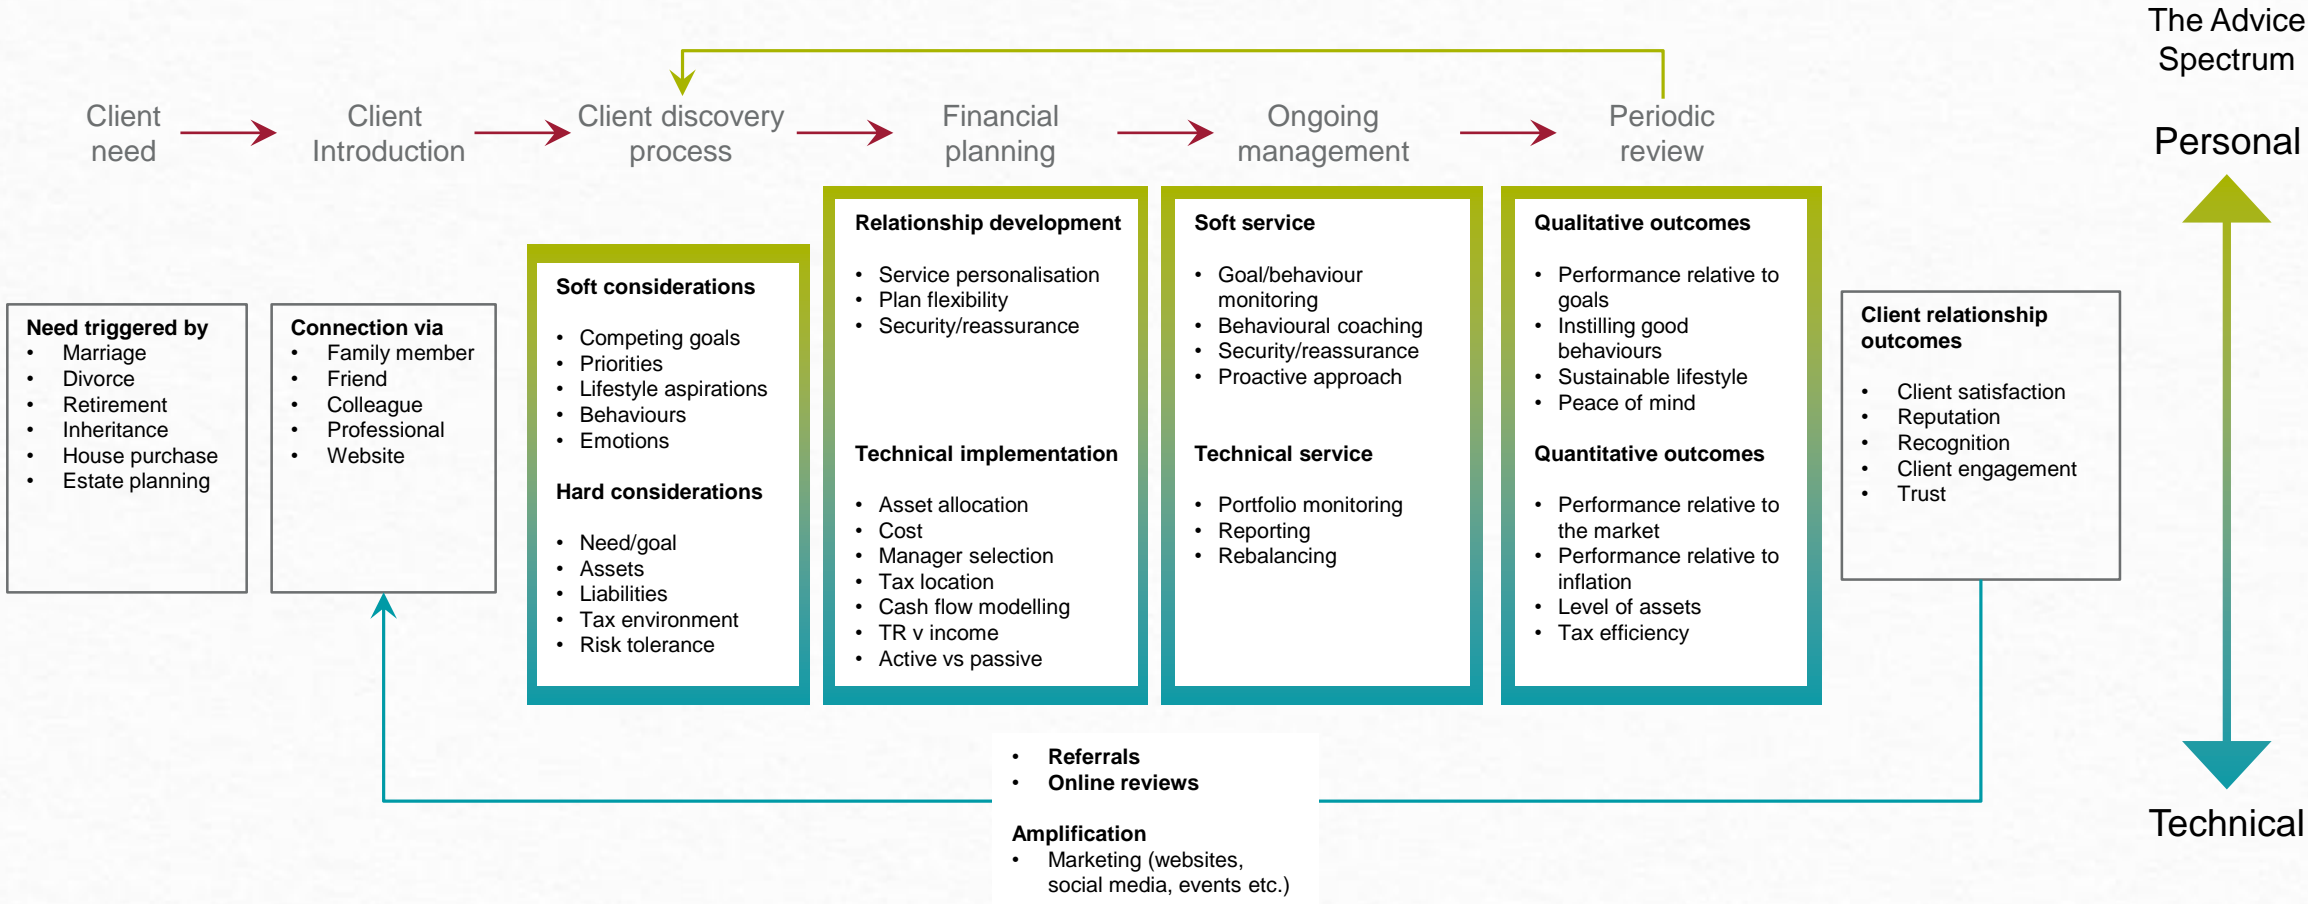 The Advice
Spectrum
Client
need
Client
Introduction
Client discovery
process
Financial
planning
Ongoing
management
Periodic
review
Personal
Need triggered by
• Marriage
• Divorce
• Retirement
• Inheritance
• House purchase
• Estate planning
Connection via
• Family member
• Friend
• Colleague
• Professional
• Website
Soft considerations
• Competing goals
• Priorities
• Lifestyle aspirations
• Behaviours
• Emotions
Hard considerations
• Need/goal
• Assets
• Liabilities
• Tax environment
• Risk tolerance
Relationship development
• Service personalisation
• Plan flexibility
• Security/reassurance
Technical implementation
• Asset allocation
• Cost
• Manager selection
• Tax location
• Cash flow modelling
• TR v income
• Active vs passive
Soft service
• Goal/behaviour
monitoring
• Behavioural coaching
• Security/reassurance
• Proactive approach
Technical service
• Portfolio monitoring
• Reporting
• Rebalancing
Qualitative outcomes
• Performance relative to
goals
• Instilling good
behaviours
• Sustainable lifestyle
• Peace of mind
Quantitative outcomes
• Performance relative to
the market
• Performance relative to
inflation
• Level of assets
• Tax efficiency
Client relationship
outcomes
• Client satisfaction
• Reputation
• Recognition
• Client engagement
• Trust
• Referrals
• Online reviews
Amplification
• Marketing (websites,
social media, events etc.)
Technical